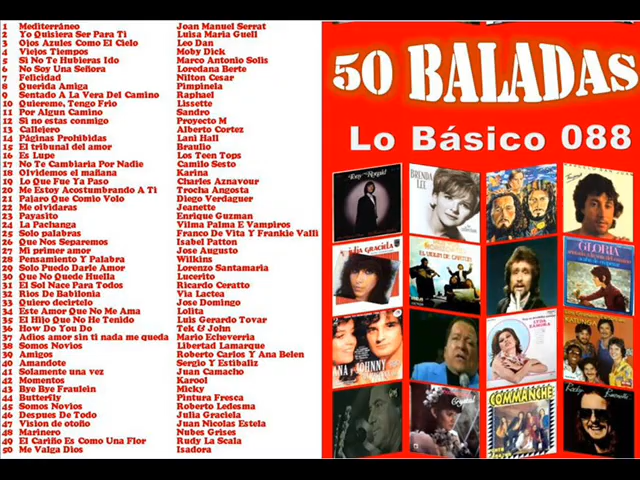 1 Mediterráneo Joan Manuel Serrat
2 Yo Quisiera Ser Para Ti Luisa Maria Guell
3 Ojos Azules Como El Cielo Leo Dan
4 Viejos Tiempos Moby Dick
5 Si No Te Hubieras Ido Marco Antonio Solis
6 No Soy Una Señora Loredana Berte
7 Felicidad Nilton Cesar
8 Querida Amiga Pimpinela
9 Sentado A La Vera Del Camino Raphael
10 Quiereme, Tengo Frio Lissette
11 Por Algun Camino Sandro
12 Si no estas conmigo Proyecto M
13 Callejero Alberto Cortez
14 Páginas Prohibidas Lani Hall
15 El tribunal del amor Braulio
16 Es Lupe Los Teen Tops
17 No Te Cambiaria Por Nadie Camilo Sesto
18 Olvidemos el mañana Karina
19 Lo Que Fue Ya Paso Charles Aznavour
20 Me Estoy Acostumbrando A Ti Trocha Angosta
21 Pajaro Que Comio Volo Diego Verdaguer
22 Me olvidaras Jeanette
23 Payasito Enrique Guzman
24 La Pachanga Vilma Palma E Vampiros
25 Solo palabras Franco De Vita Y Frankie Valli
26 Que Nos Separemos Isabel Patton
27 Mi primer amor Jose Augusto
28 Pensamiento Y Palabra Wilkins
29 Solo Puedo Darle Amor Lorenzo Santamaria
30 Que No Quede Huella Lucerito
31 El Sol Nace Para Todos Ricardo Ceratto
32 Rios De Babilonia Via Lactea
33 Quiero decirtelo Jose Domingo
34 Este Amor Que No Me Ama Lolita
35 El Hijo Que No He Tenido Luis Gerardo Tovar
36 How Do You Do Tek & John
37 Adios amor sin ti nada me queda Mario Echeverria
38 Somos Novios Libertad Lamarque
39 Amigos Roberto Carlos Y Ana Belen
40 Amandote Sergio Y Estibaliz
41 Solamente una vez Juan Camacho
42 Momentos Karool
43 Bye Bye Fraulein Micky
44 Butterfly Pintura Fresca
45 Somos Novios Roberto Ledesma
46 Despues De Todo Julia Graciela
47 Vision de otoño Juan Nicolas Estela
48 Marinero Nubes Grises
49 El Cariño Es Como Una Flor Rudy La Scala
50 Me Valga Dios Isadora
50 BALADAS
Lo Básico 088
Tony Ronald
BRENDA
LEE
GLORIA
JULIA GRACIELA
EL VIOLIN DE CARTON
KATUNGA
LYDA
ZAMORA
Crystal
COMMANCHE